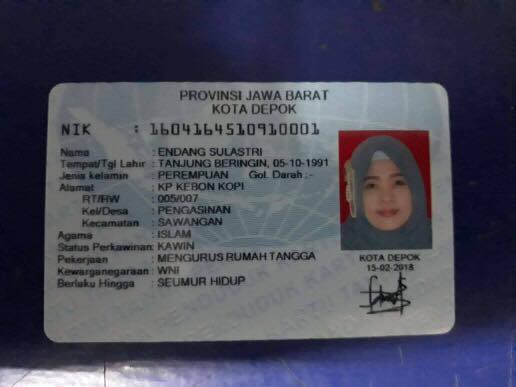 PROVINSI JAWA BARAT
KOTA DEPOK
NIK : 1604164510910001
Nama : ENDANG SULASTRI
Tempat/Tgl Lahir : TANJUNG BERINGIN, 05-10-1991
Jenis kelamin : PEREMPUAN Gol. Darah :-
Alamat : KP KEBON KOPI
RT/RW : 005/007
Kel/Desa : PENGASINAN
Kecamatan : SAWANGAN
Agama : ISLAM
Status Perkawinan: KAWIN
Pekerjaan : MENGURUS RUMAH TANGGA
Kewarganegaraan: WNI
Berlaku Hingga : SEUMUR HIDUP
KOTA DEPOK
15-02-2018